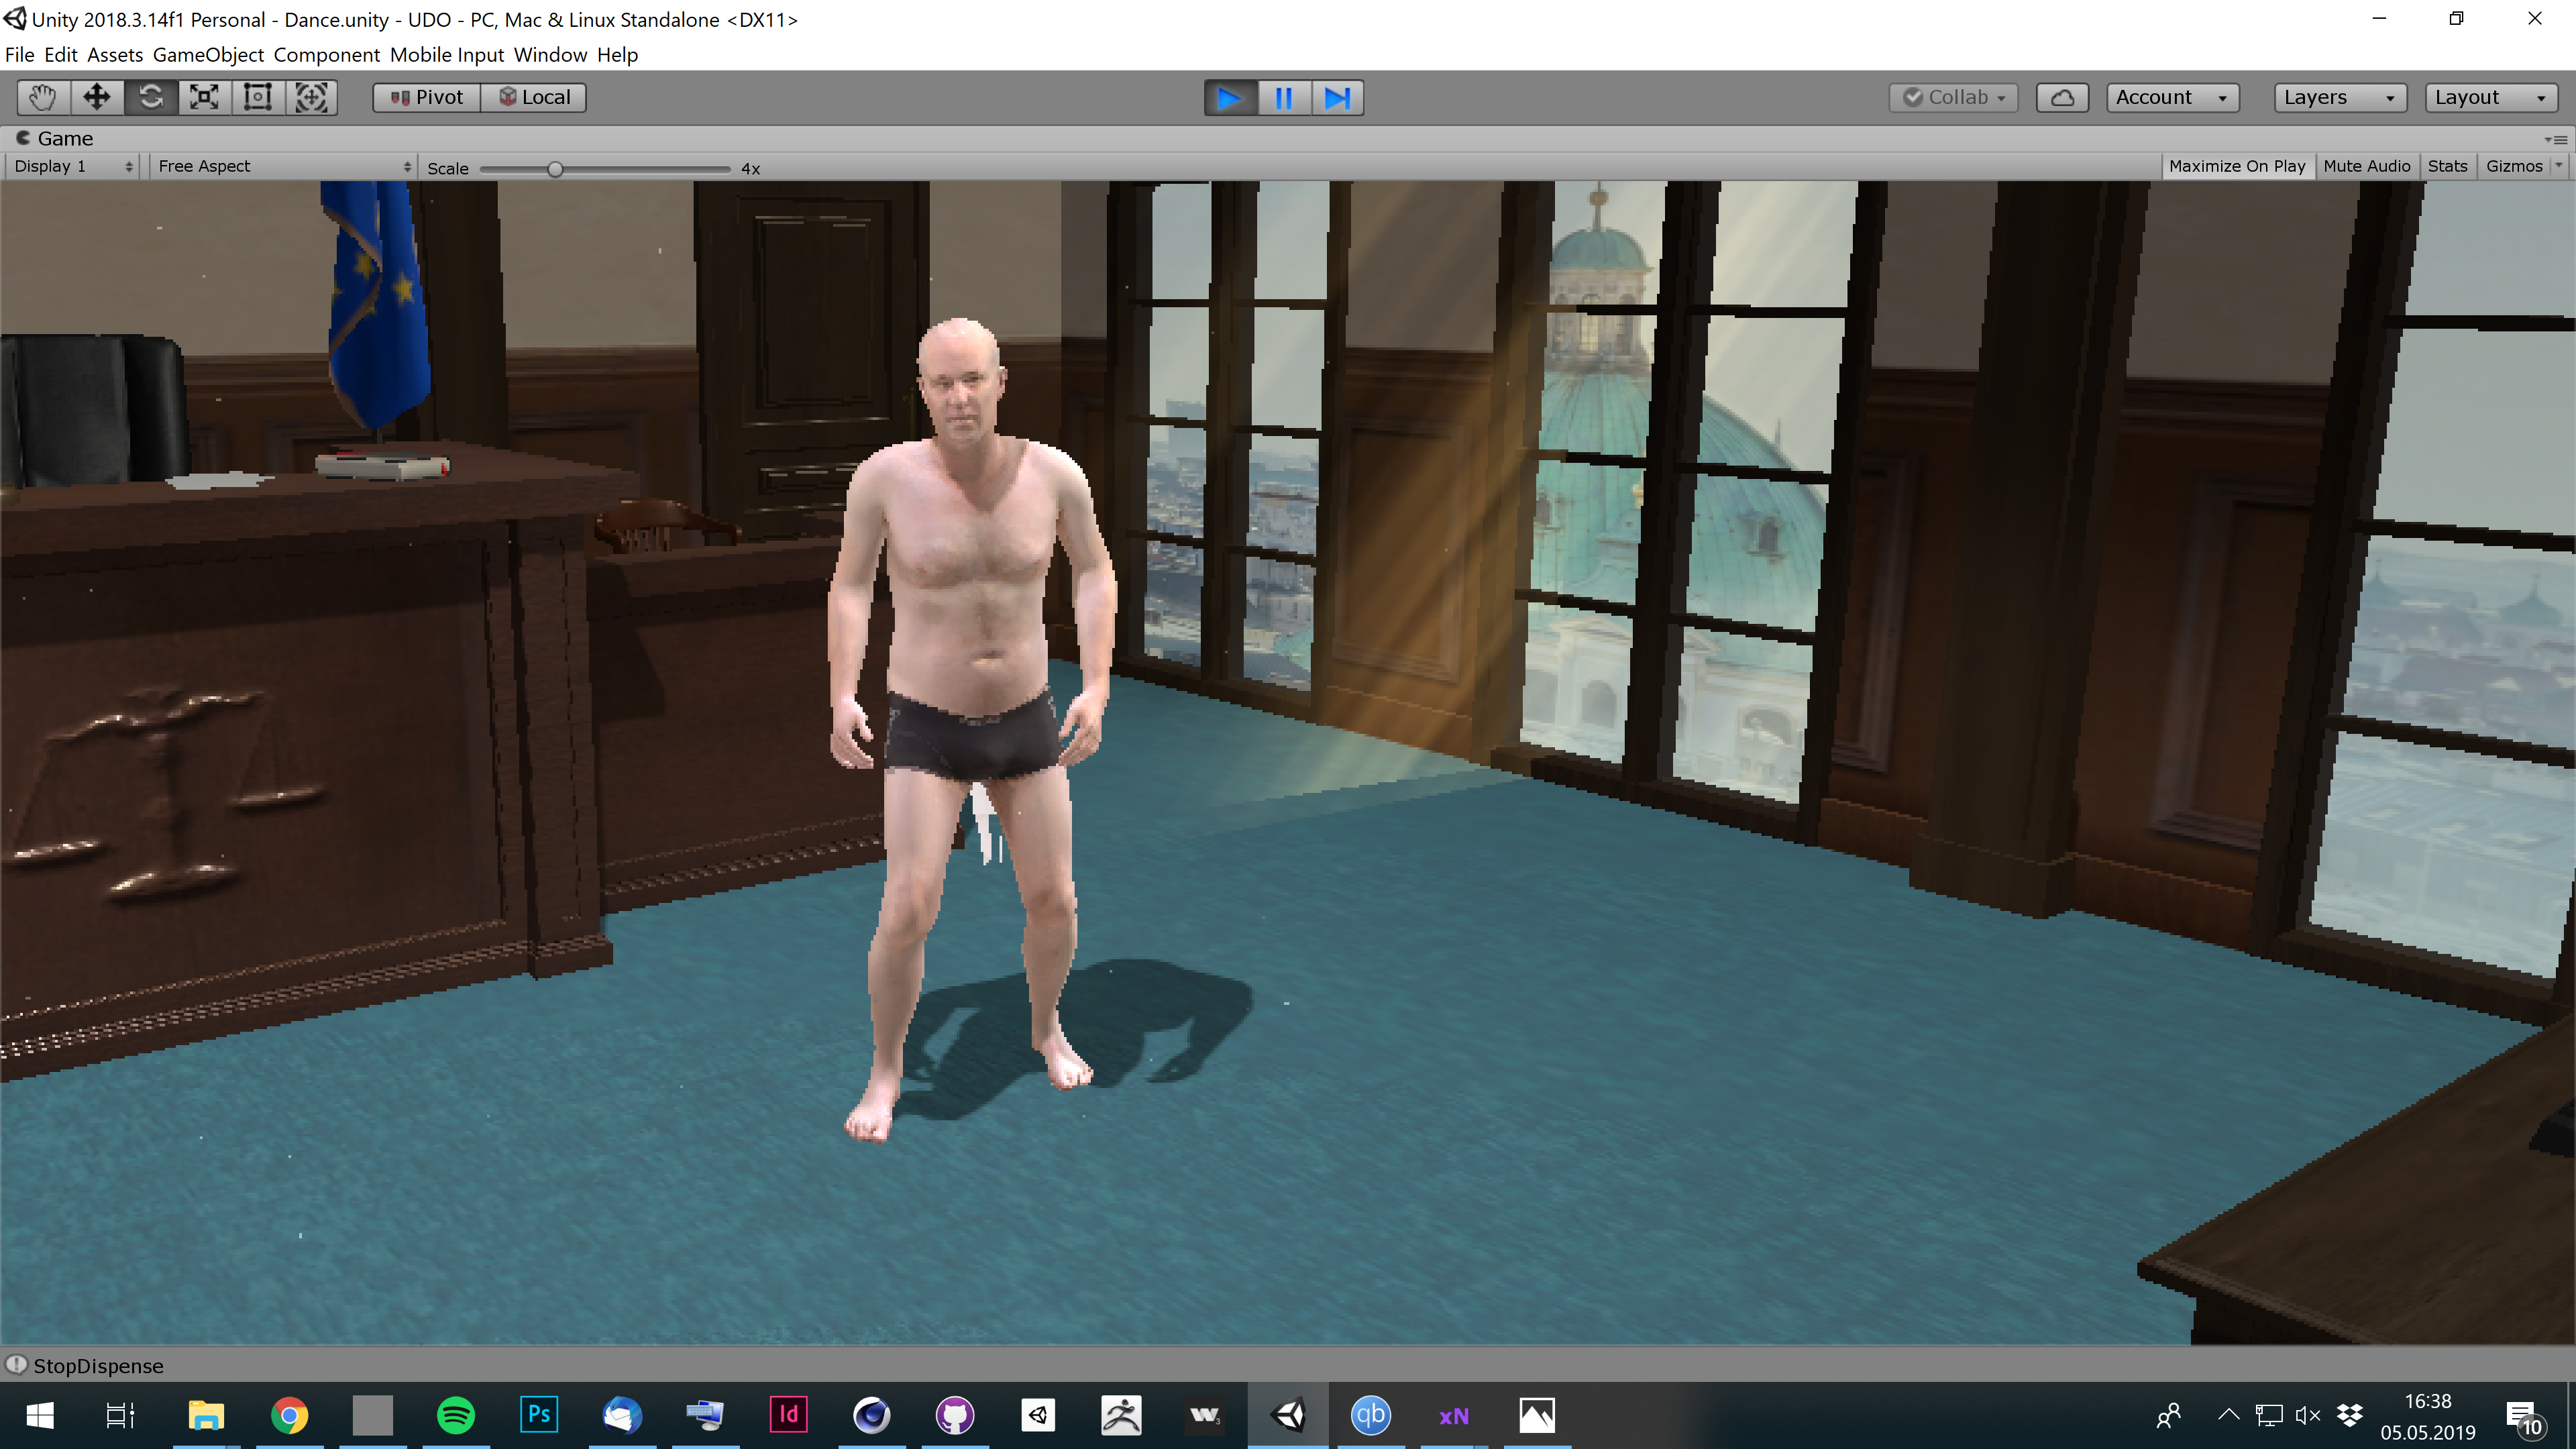 Unity 2018.3.14f1 Personal - Dance.unity - UDO - PC, Mac & Linux Standalone <DX11>
File Edit Assets GameObject Component Mobile Input Window Help
Pivot Local Collab Account Layers Layout
Game
Display 1 Free Aspect Scale 4x Maximize On Play Mute Audio Stats Gizmos
StopDispense
Ps Id W3 qb xN
16:38
05.05.2019
10